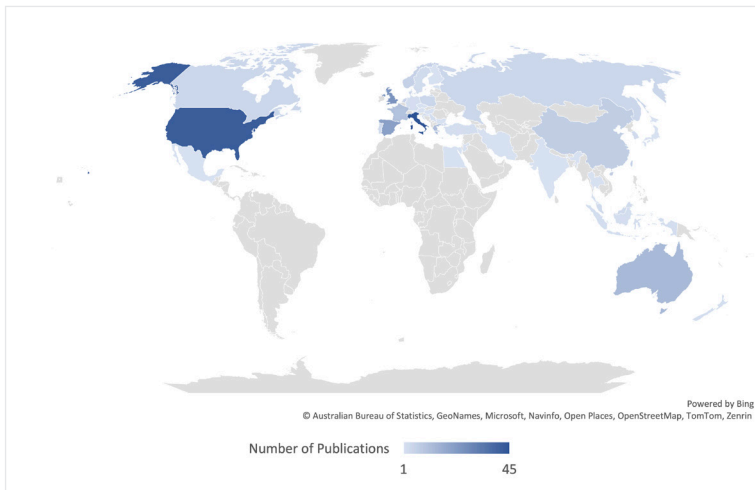 Powered by Bing
© Australian Bureau of Statistics, GeoNames, Microsoft, Navinfo, Open Places, OpenStreetMap, TomTom, Zenrin
Number of Publications
1 45